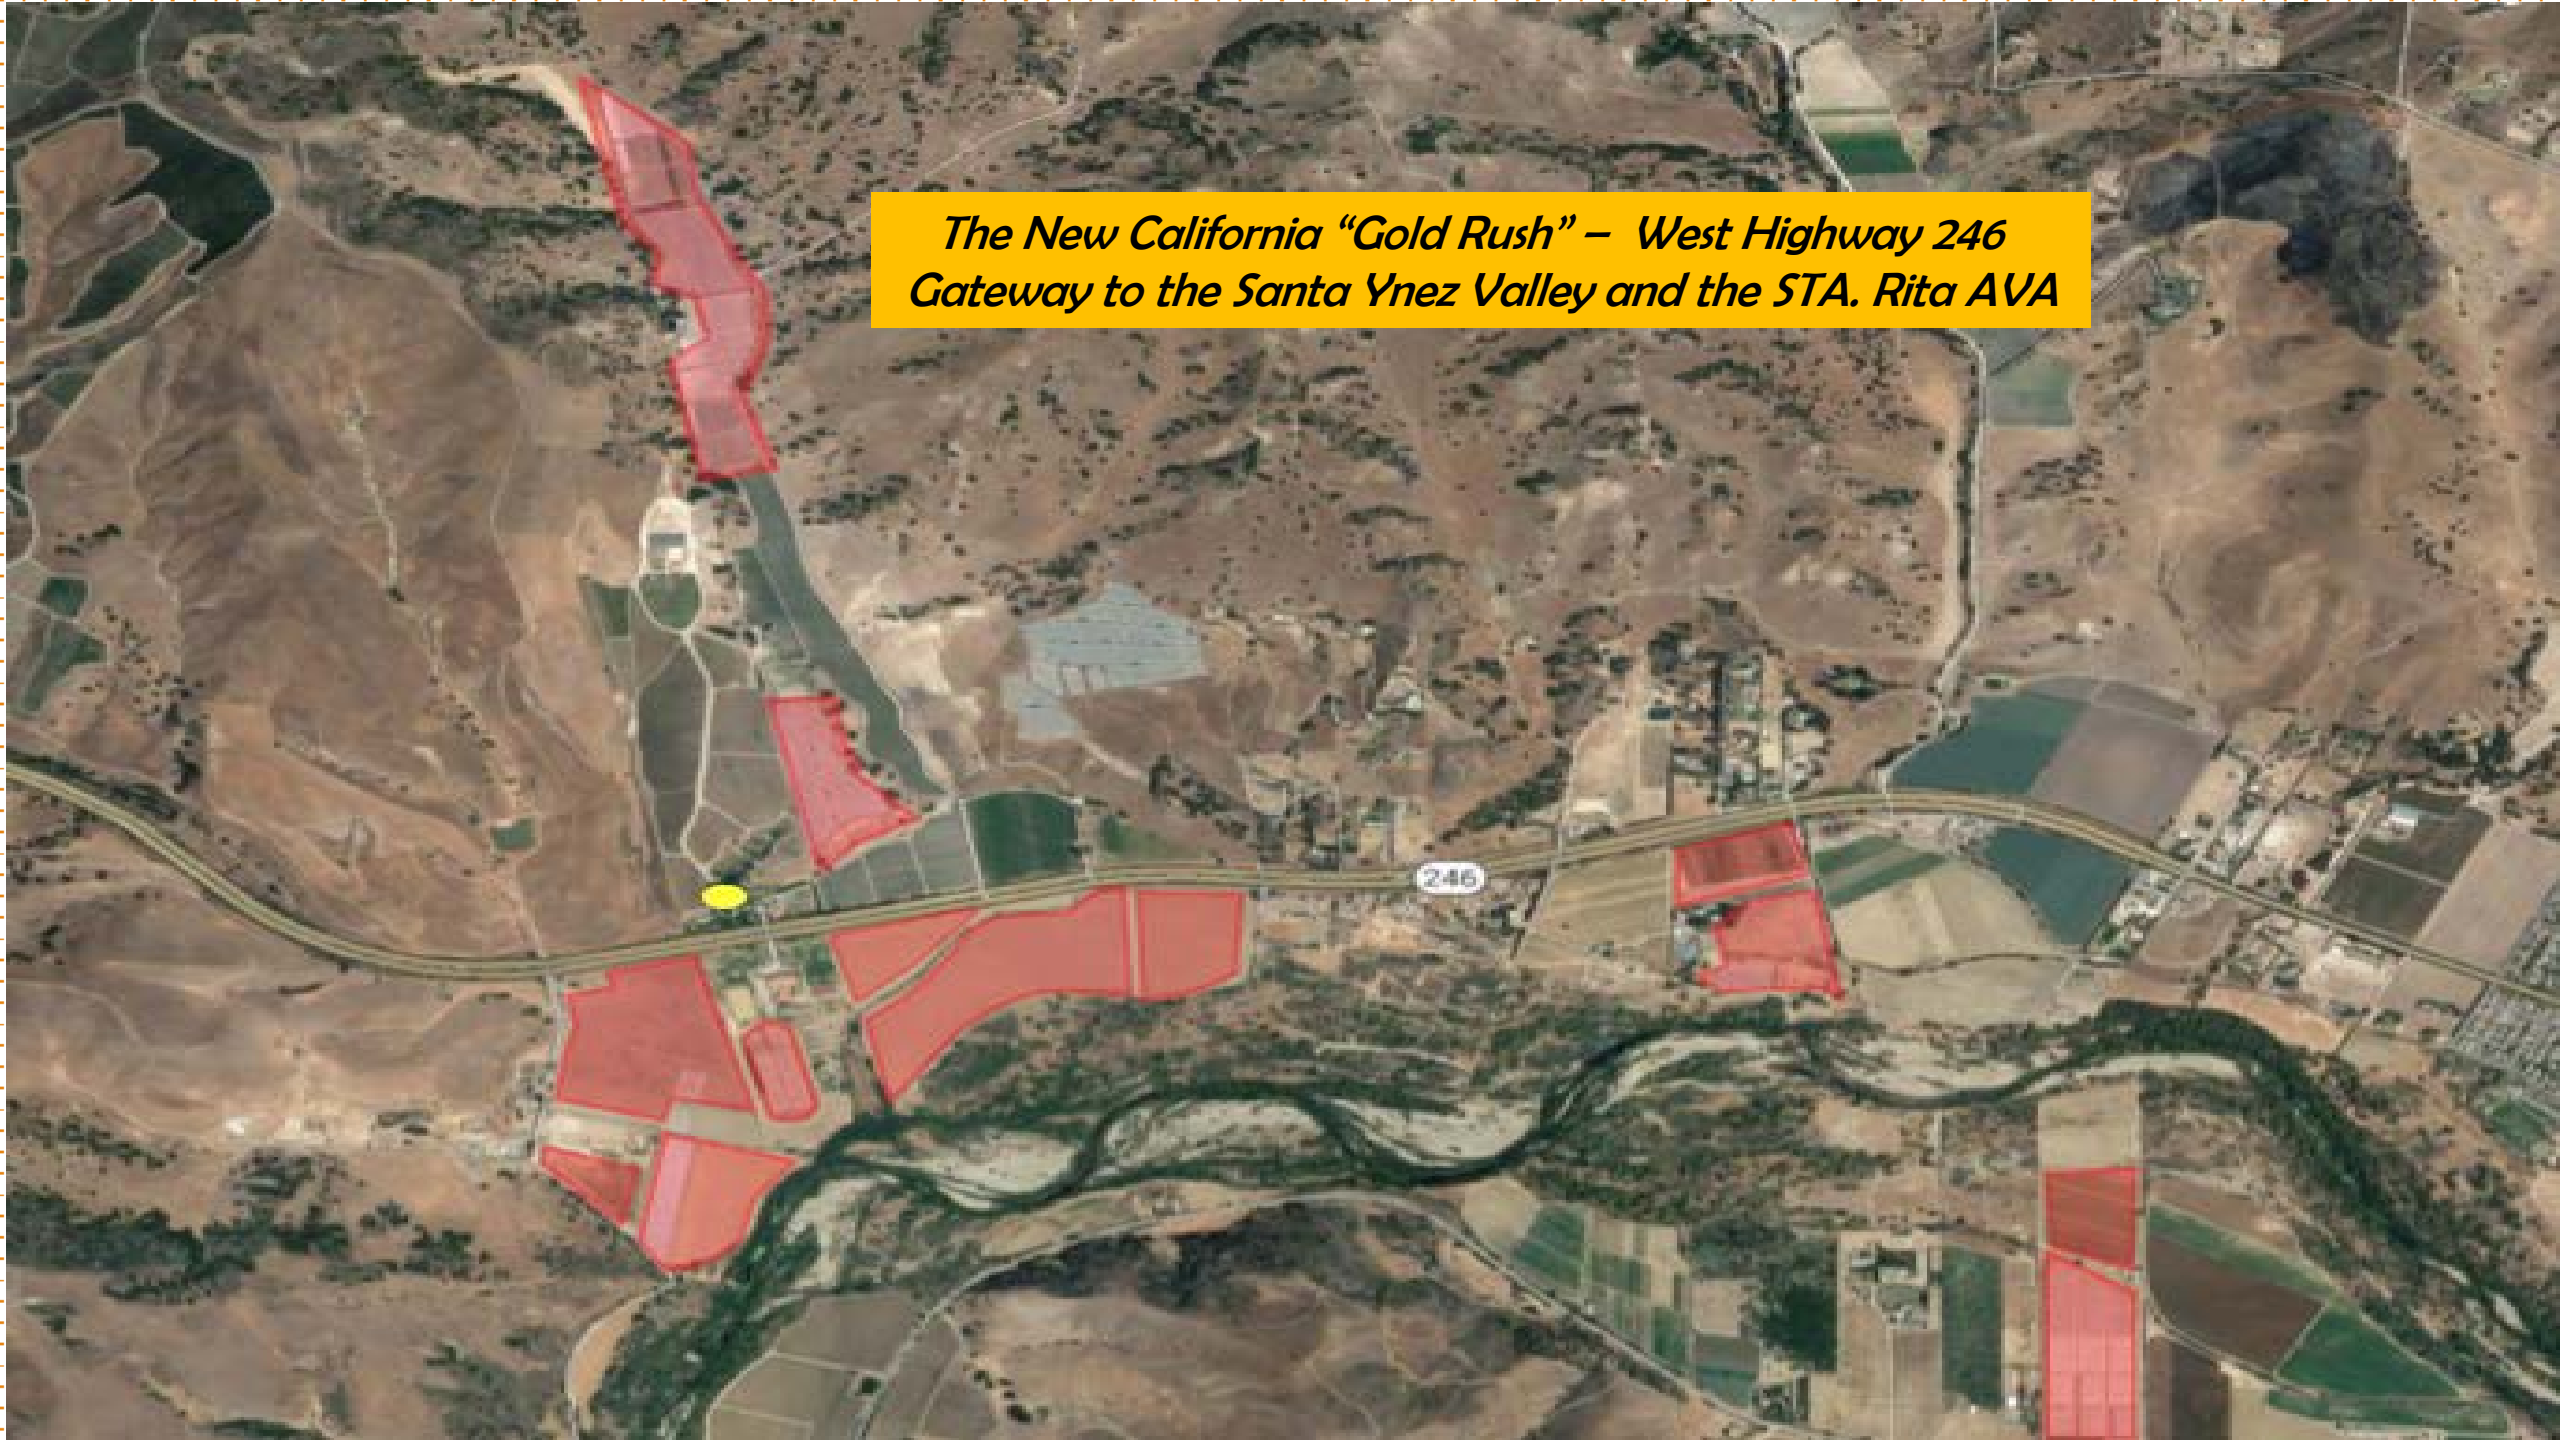 The New California “Gold Rush” – West Highway 246
Gateway to the Santa Ynez Valley and the STA. Rita AVA
246